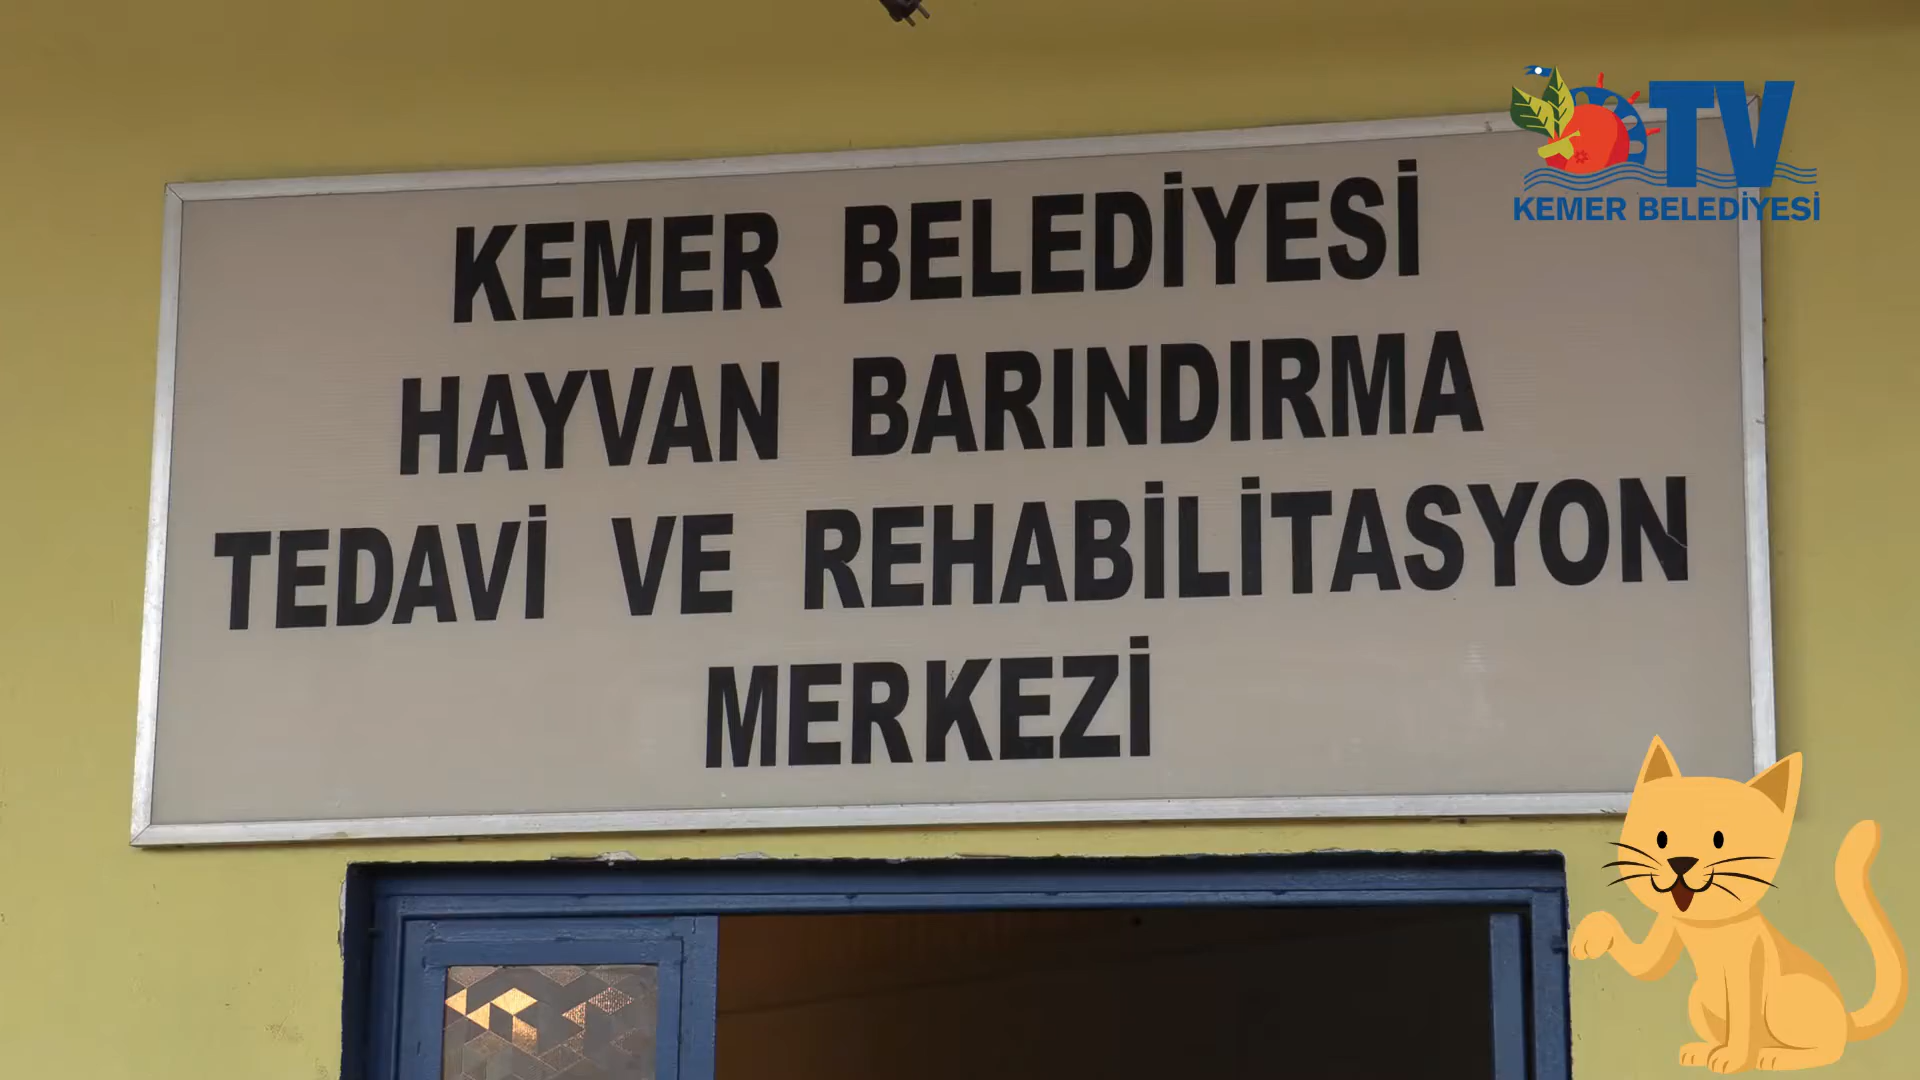 TV
KEMER BELEDİYESİ
KEMER BELEDİYESİ
HAYVAN BARINDIRMA
TEDAVİ VE REHABİLİTASYON
MERKEZİ